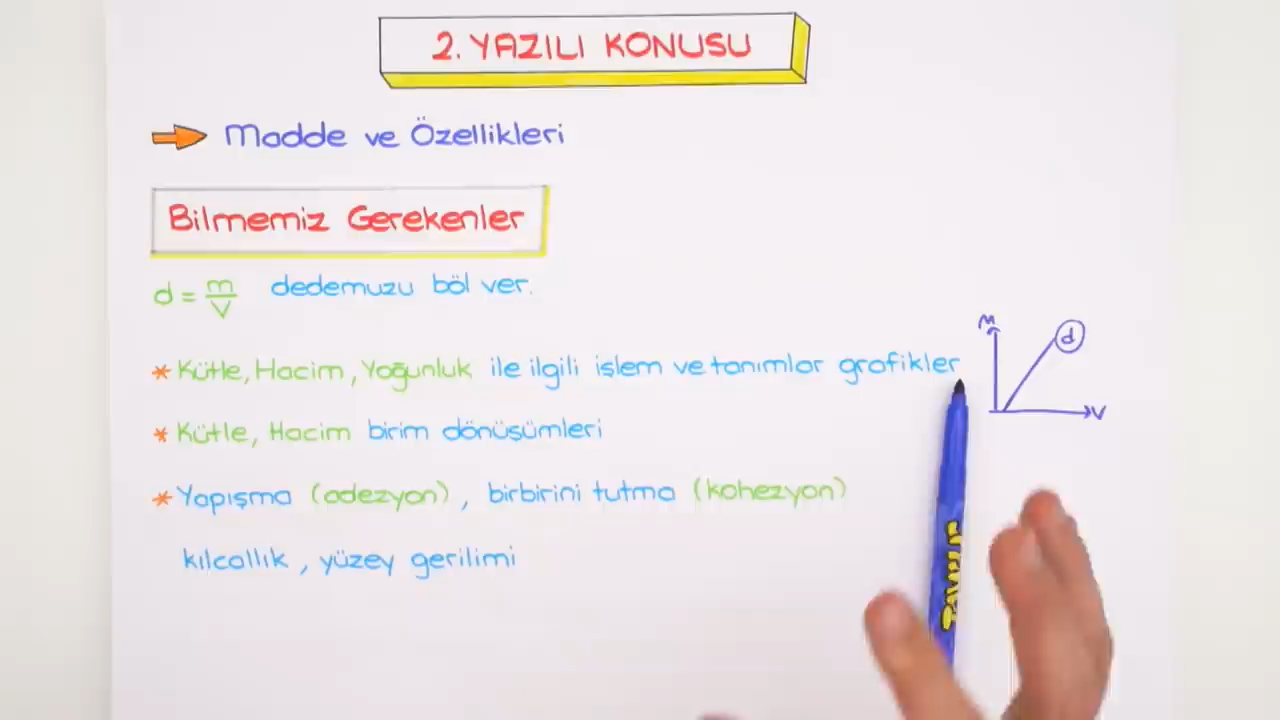 2. YAZILI KONUSU
Madde ve Özellikleri
Bilmemiz Gerekenler
d = m/V dedemuzu böl ver.
* Kütle, Hacim, Yoğunluk ile ilgili işlem ve tanımlar grafikler
M
d
V
* Kütle, Hacim birim dönüşümleri
* Yapışma (adezyon), birbirini tutma (kohezyon)
kılcallık, yüzey gerilimi